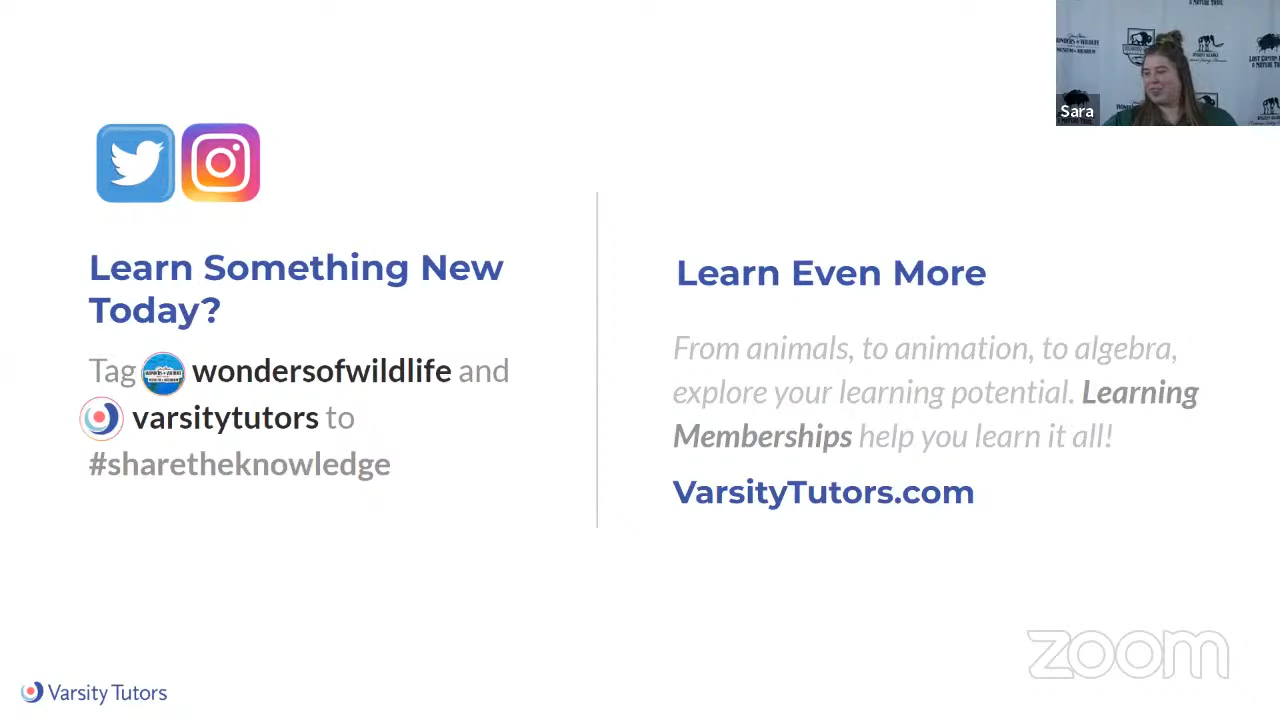 Sara
Learn Something New
Today?
Tag wondersofwildlife and
varsitytutors to
#sharetheknowledge
Learn Even More
From animals, to animation, to algebra,
explore your learning potential. Learning
Memberships help you learn it all!
VarsityTutors.com
zoom
Varsity Tutors